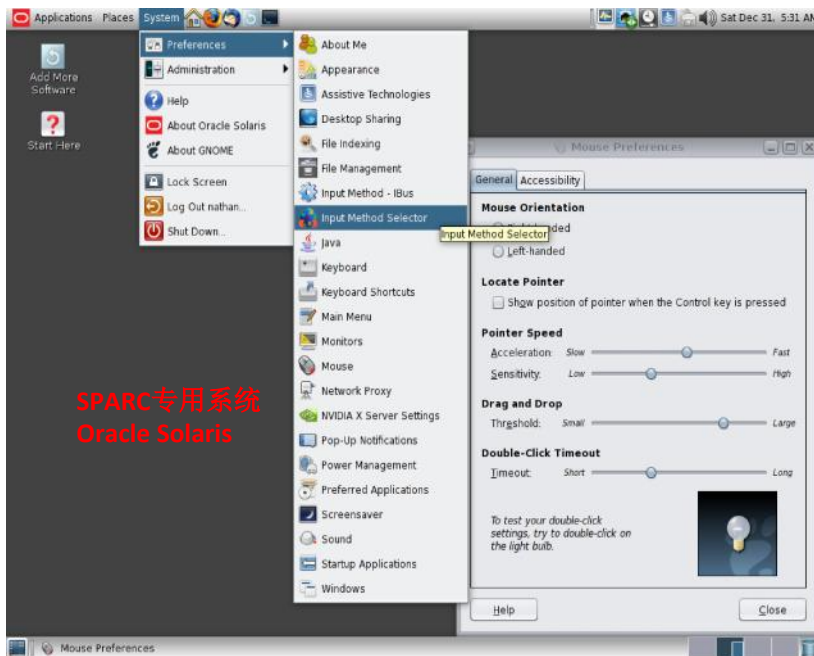 Applications Places System
Sat Dec 31, 5:31 AM
Add More
Software
Start Here
Preferences
Administration
Help
About Oracle Solaris
About GNOME
Lock Screen
Log Out nathan...
Shut Down...
About Me
Appearance
Assistive Technologies
Desktop Sharing
File Indexing
File Management
Input Method - IBus
Input Method Selector
Java
Keyboard
Keyboard Shortcuts
Main Menu
Monitors
Mouse
Network Proxy
NVIDIA X Server Settings
Pop-Up Notifications
Power Management
Preferred Applications
Screensaver
Sound
Startup Applications
Windows
Input Method Selector
Mouse Preferences
General Accessibility
Mouse Orientation
Left-handed
Locate Pointer
Show position of pointer when the Control key is pressed
Pointer Speed
Acceleration: Slow Fast
Sensitivity: Low High
Drag and Drop
Threshold: Small Large
Double-Click Timeout
Timeout: Short Long
To test your double-click
settings, try to double-click on
the light bulb.
Help Close
SPARC专用系统
Oracle Solaris
Mouse Preferences